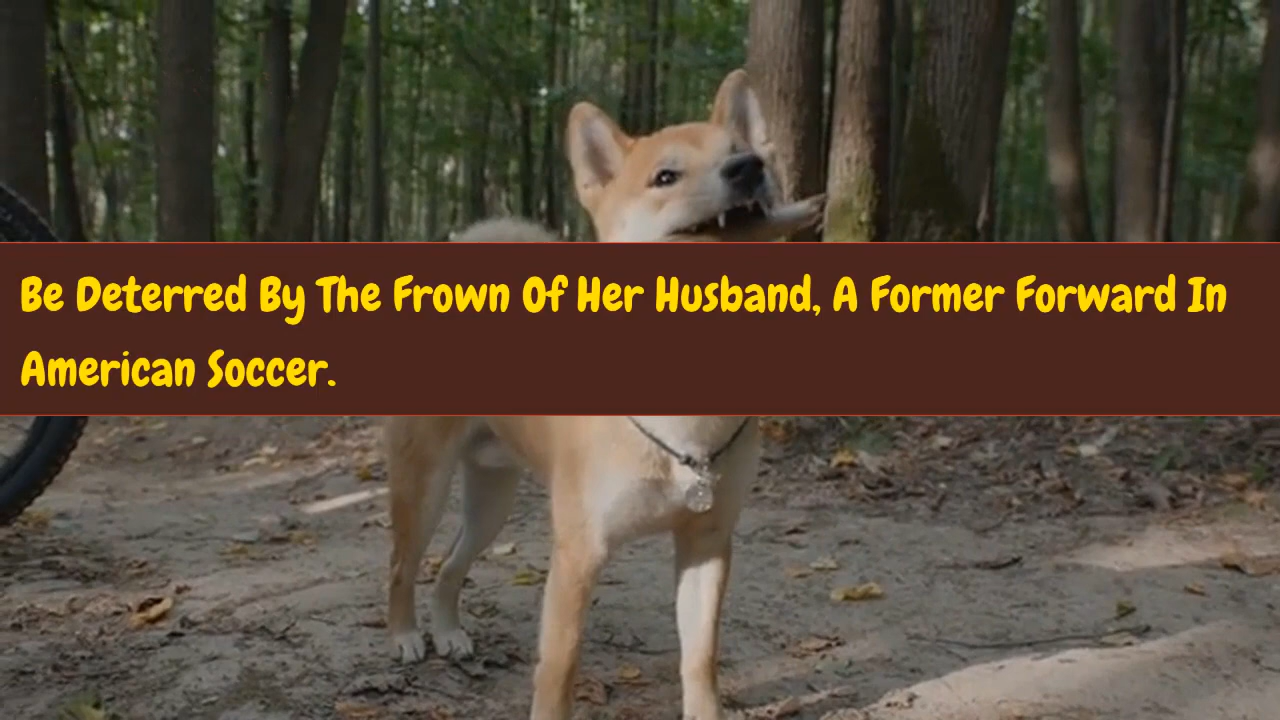 Be Deterred By The Frown Of Her Husband, A Former Forward In
American Soccer.